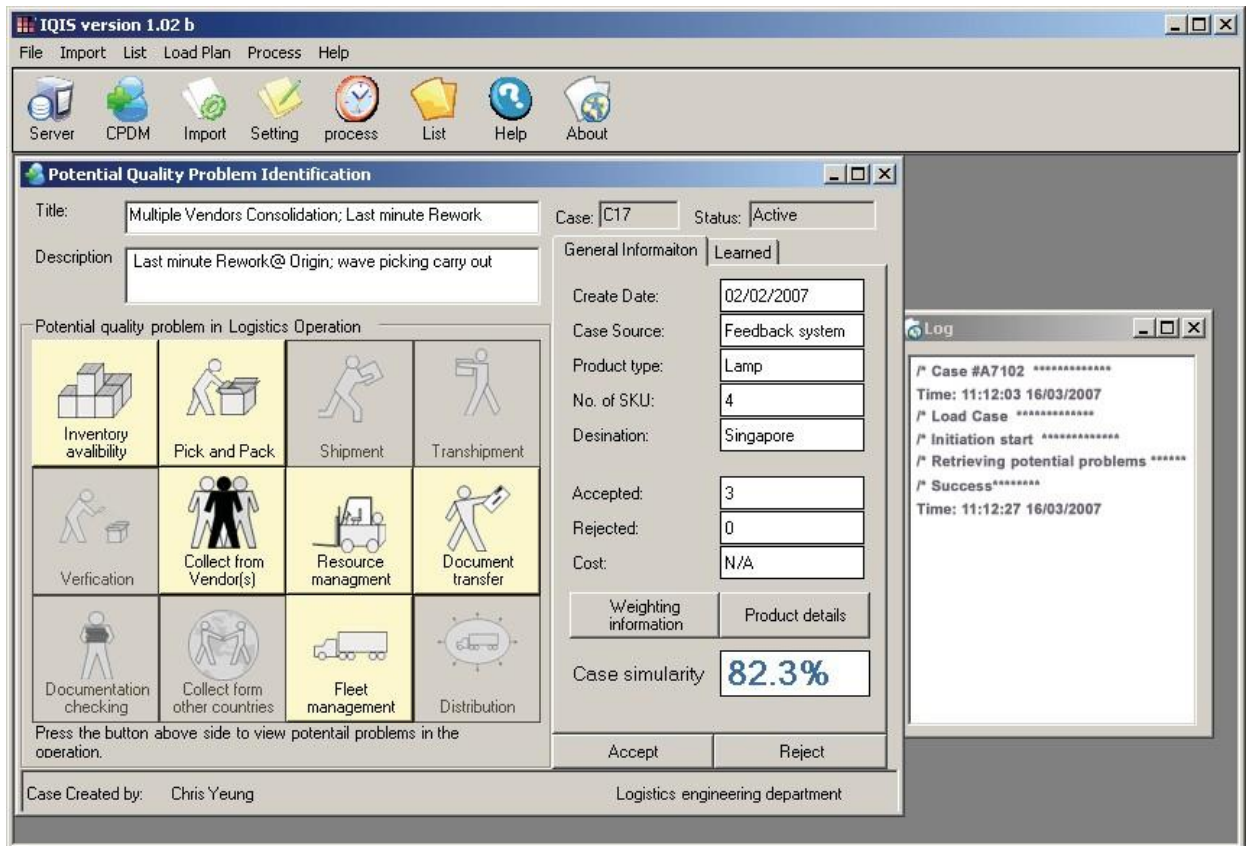 IQIS version 1.02 b
File Import List Load Plan Process Help
Server CPDM Import Setting process List Help About
Potential Quality Problem Identification
Title: Multiple Vendors Consolidation; Last minute Rework
Description Last minute Rework@ Origin; wave picking carry out
Potential quality problem in Logistics Operation
Inventory
avalibility
Pick and Pack
Shipment
Transhipment
Verfication
Collect from
Vendor(s)
Resource
managment
Document
transfer
Documentation
checking
Collect form
other countries
Fleet
management
Distribution
Press the button above side to view potentail problems in the
operation.
Case: C17 Status: Active
General Informaiton Learned
Create Date: 02/02/2007
Case Source: Feedback system
Product type: Lamp
No. of SKU: 4
Desination: Singapore
Accepted: 3
Rejected: 0
Cost: N/A
Weighting
information
Product details
Case simularity 82.3%
Accept Reject
Case Created by: Chris Yeung Logistics engineering department
Log
/* Case #A7102 *************
Time: 11:12:03 16/03/2007
/* Load Case *************
/* Initiation start *************
/* Retrieving potential problems ******
/* Success********
Time: 11:12:27 16/03/2007